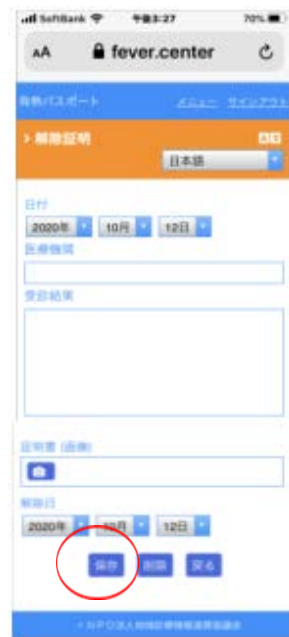 SoftBank 午後3:27 70%
AA fever.center
発熱パスポート メニュー サインアウト
> 解除証明
日本語
日付
2020年 10月 12日
医療機関
受診結果
証明書 (画像)
解除日
2020年 10月 12日
保存 削除 戻る